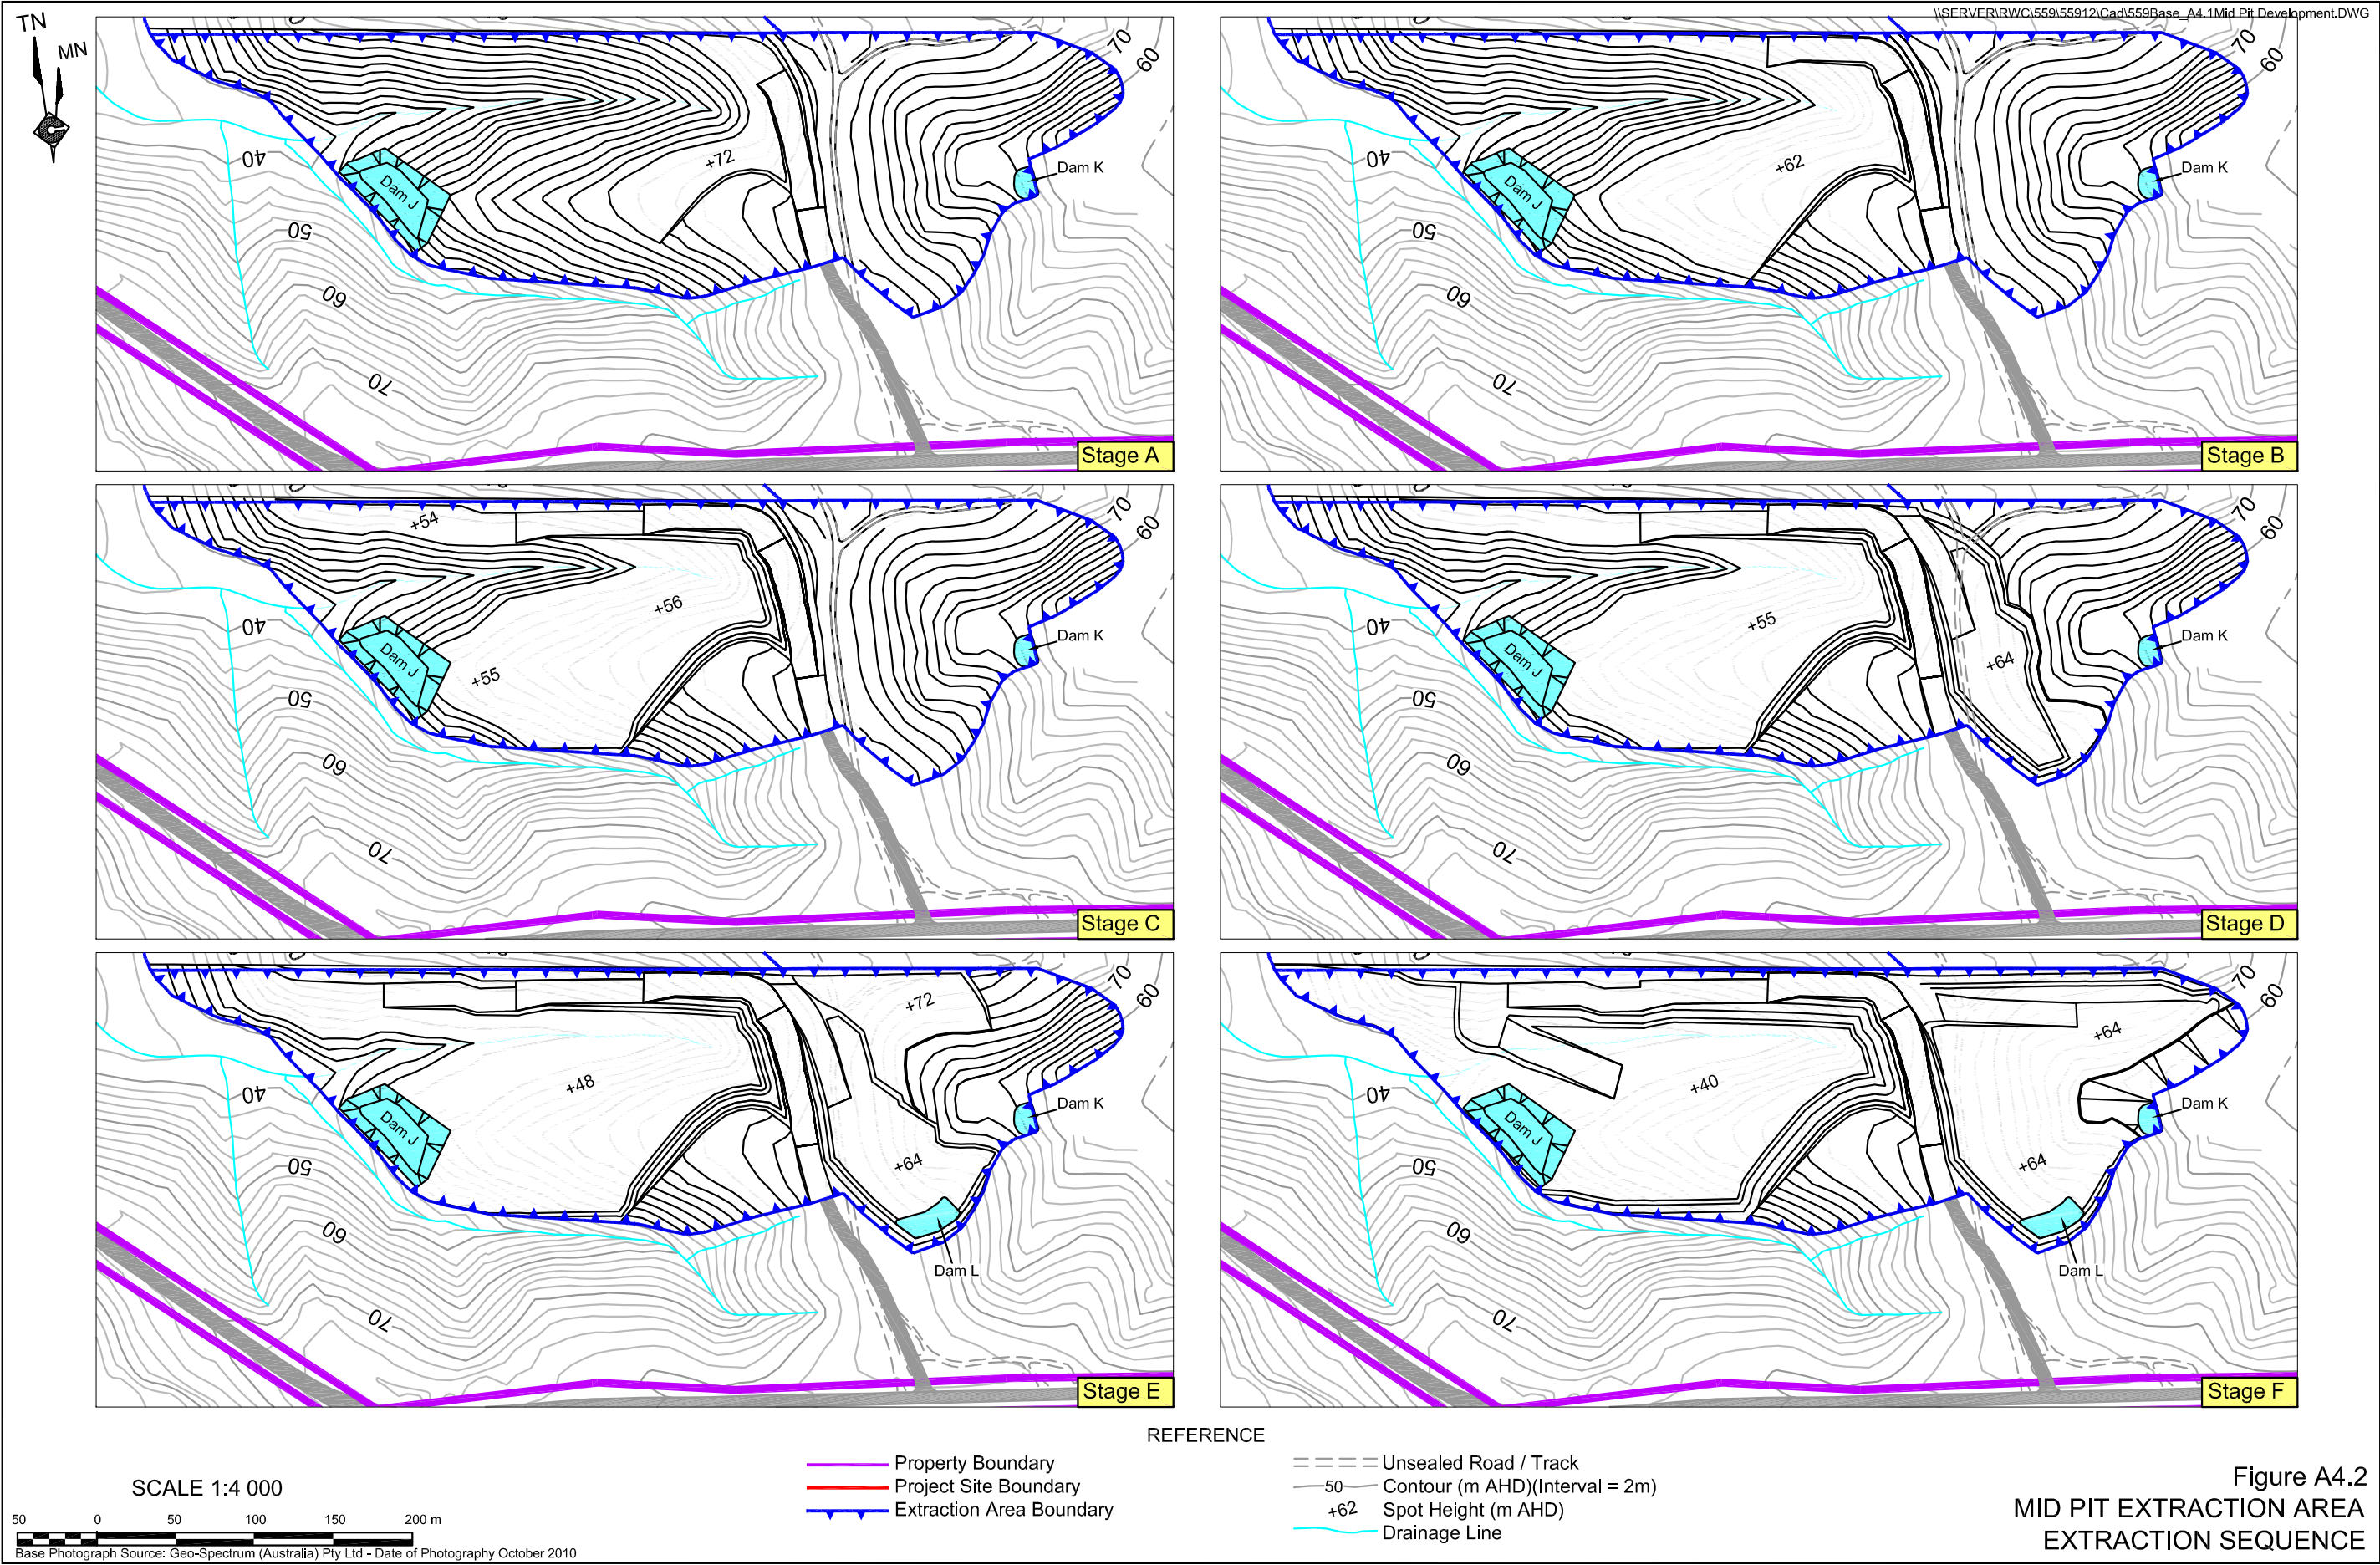 \\SERVER\RWC\559\55912\Cad\559Base_A4.1Mid Pit Development.DWG
TN
MN
70
60
+72
40
Dam J
Dam K
50
60
70
Stage A
70
60
+62
40
Dam J
Dam K
50
60
70
Stage B
+54
70
60
+56
40
Dam J
Dam K
+55
50
60
70
Stage C
70
60
+55
40
Dam J
Dam K
+64
50
60
70
Stage D
+72
70
60
+48
40
Dam J
Dam K
+64
50
60
Dam L
70
Stage E
70
60
+64
+40
40
Dam J
Dam K
+64
50
60
Dam L
70
Stage F
REFERENCE
Property Boundary
Project Site Boundary
Extraction Area Boundary
Unsealed Road / Track
50 Contour (m AHD)(Interval = 2m)
+62 Spot Height (m AHD)
Drainage Line
SCALE 1:4 000
50 0 50 100 150 200 m
Base Photograph Source: Geo-Spectrum (Australia) Pty Ltd - Date of Photography October 2010
Figure A4.2
MID PIT EXTRACTION AREA
EXTRACTION SEQUENCE